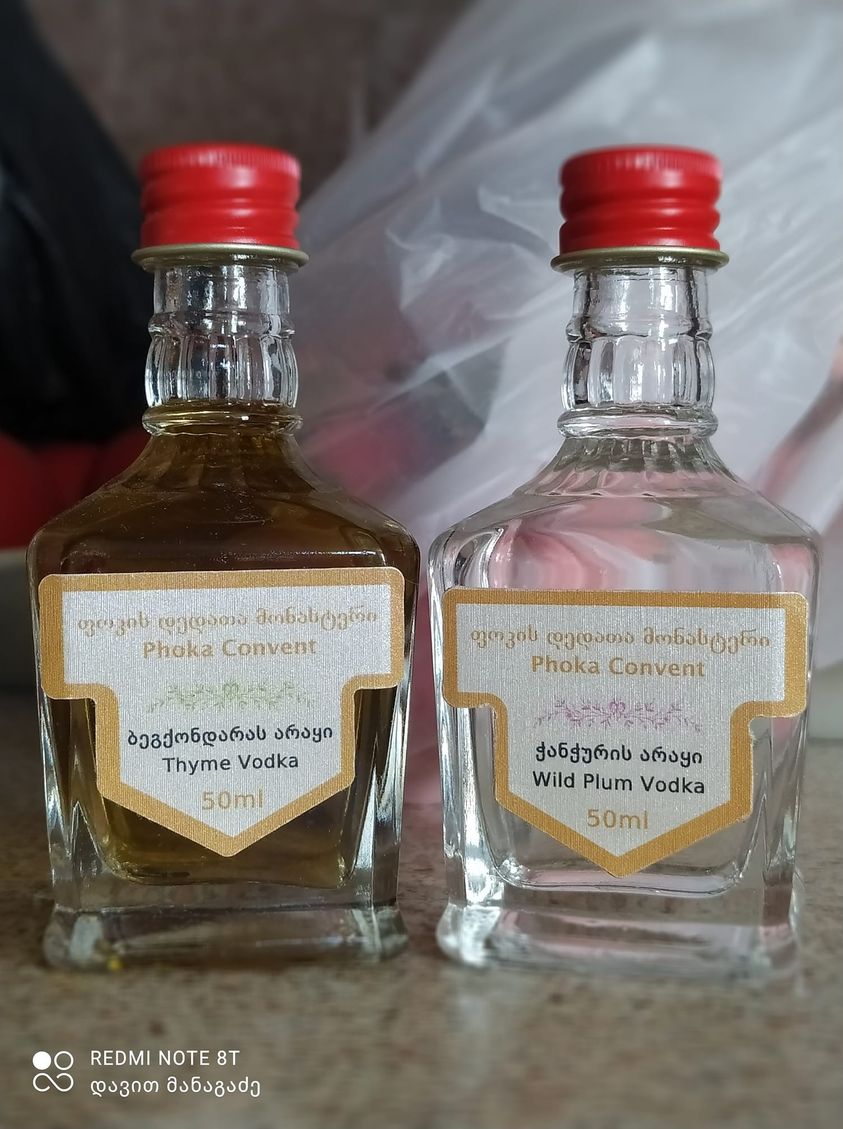 ფოკის დედათა მონასტერი
Phoka Convent
ბეგქონდარას არაყი
Thyme Vodka
50ml
ფოკის დედათა მონასტერი
Phoka Convent
ჭანჭურის არაყი
Wild Plum Vodka
50ml
REDMI NOTE 8T
დავით მანაგაძე